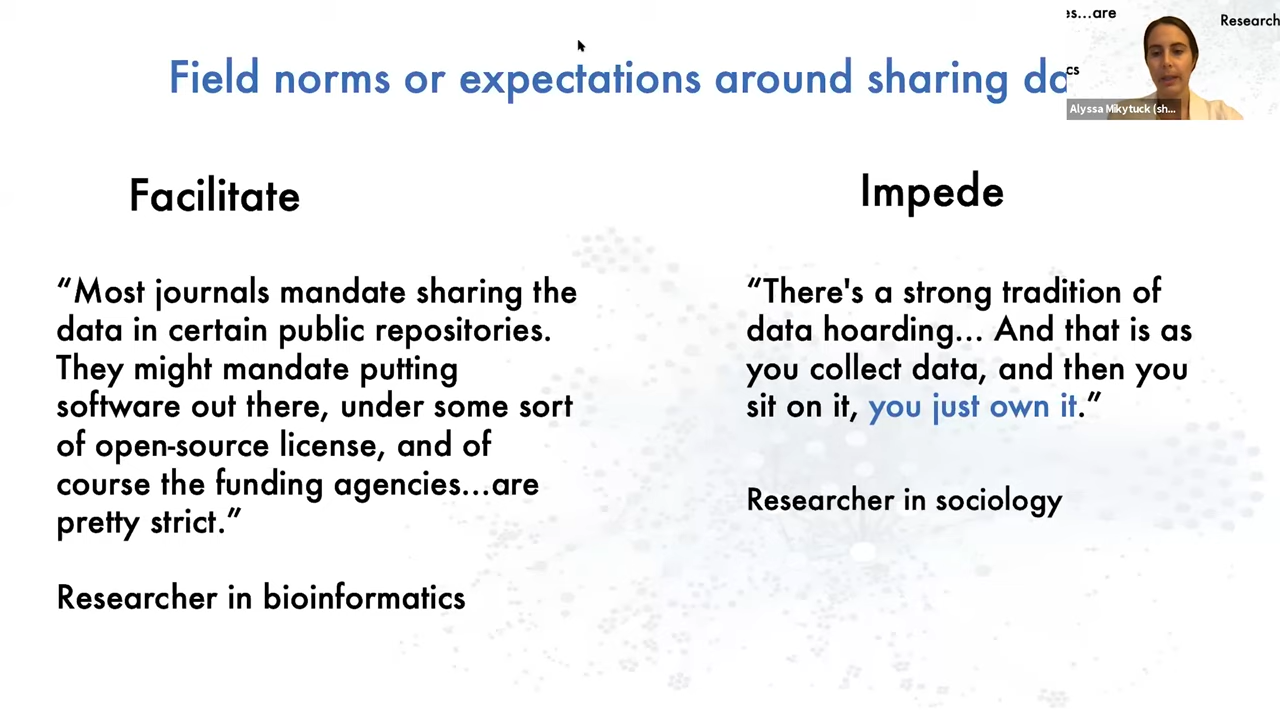 Field norms or expectations around sharing da
Facilitate
“Most journals mandate sharing the
data in certain public repositories.
They might mandate putting
software out there, under some sort
of open-source license, and of
course the funding agencies...are
pretty strict.”
Researcher in bioinformatics
Impede
“There's a strong tradition of
data hoarding... And that is as
you collect data, and then you
sit on it, you just own it.”
Researcher in sociology
es...are
Research
cs
Alyssa Mikytuck (sh...